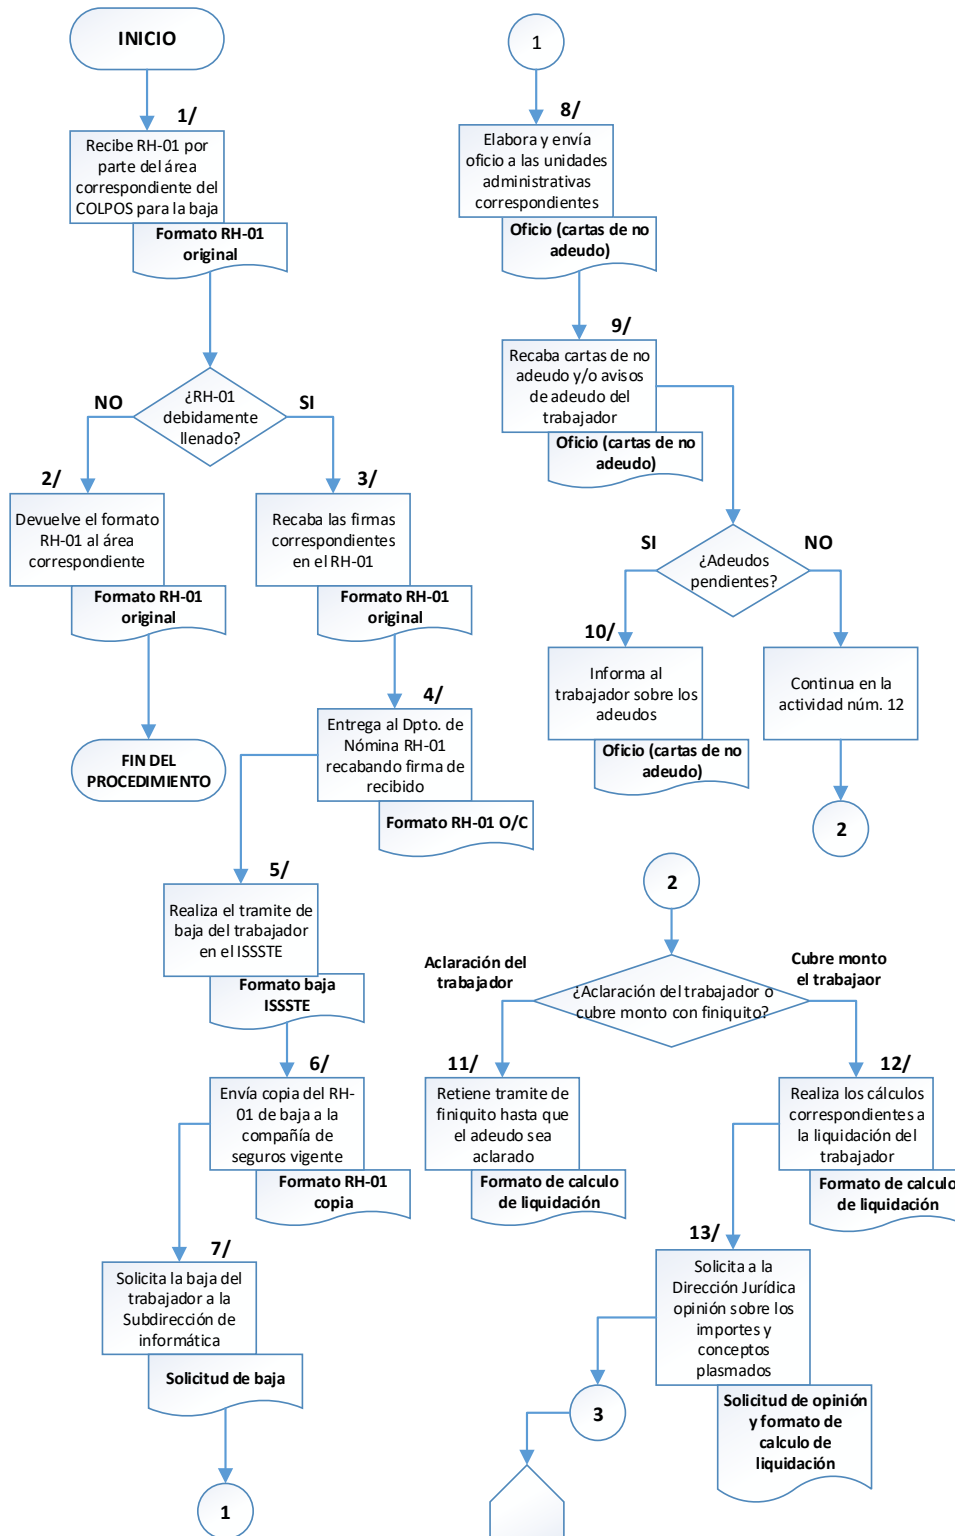 INICIO
1/
Recibe RH-01 por
parte del área
correspondiente del
COLPOS para la baja
Formato RH-01
original
¿RH-01
debidamente
llenado?
NO
SI
2/
Devuelve el formato
RH-01 al área
correspondiente
Formato RH-01
original
FIN DEL
PROCEDIMIENTO
3/
Recaba las firmas
correspondientes
en el RH-01
Formato RH-01
original
4/
Entrega al Dpto. de
Nómina RH-01
recabando firma de
recibido
Formato RH-01 O/C
5/
Realiza el tramite de
baja del trabajador
en el ISSSTE
Formato baja
ISSSTE
6/
Envía copia del RH-
01 de baja a la
compañía de
seguros vigente
Formato RH-01
copia
7/
Solicita la baja del
trabajador a la
Subdirección de
informática
Solicitud de baja
1
1
8/
Elabora y envía
oficio a las unidades
administrativas
correspondientes
Oficio (cartas de no
adeudo)
9/
Recaba cartas de no
adeudo y/o avisos
de adeudo del
trabajador
Oficio (cartas de no
adeudo)
¿Adeudos
pendientes?
SI
NO
10/
Informa al
trabajador sobre los
adeudos
Oficio (cartas de no
adeudo)
Continua en la
actividad núm. 12
2
2
¿Aclaración del trabajador o
cubre monto con finiquito?
Aclaración del
trabajador
Cubre monto
el trabajaor
11/
Retiene tramite de
finiquito hasta que
el adeudo sea
aclarado
Formato de calculo
de liquidación
12/
Realiza los cálculos
correspondientes a
la liquidación del
trabajador
Formato de calculo
de liquidación
13/
Solicita a la
Dirección Jurídica
opinión sobre los
importes y
conceptos
plasmados
Solicitud de opinión
y formato de
calculo de
liquidación
3